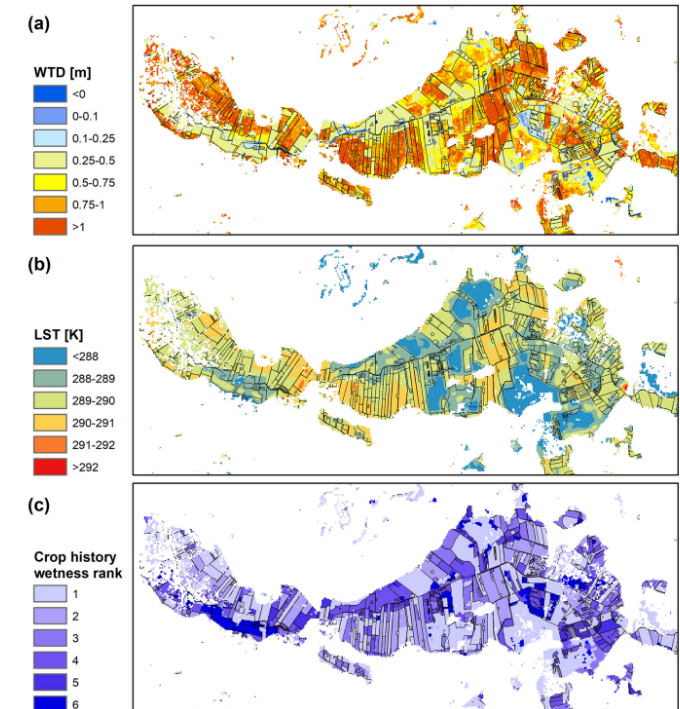 (a)
WTD [m]
<0
0-0.1
0.1-0.25
0.25-0.5
0.5-0.75
0.75-1
>1
(b)
LST [K]
<288
288-289
289-290
290-291
291-292
>292
(c)
Crop history
wetness rank
1
2
3
4
5
6